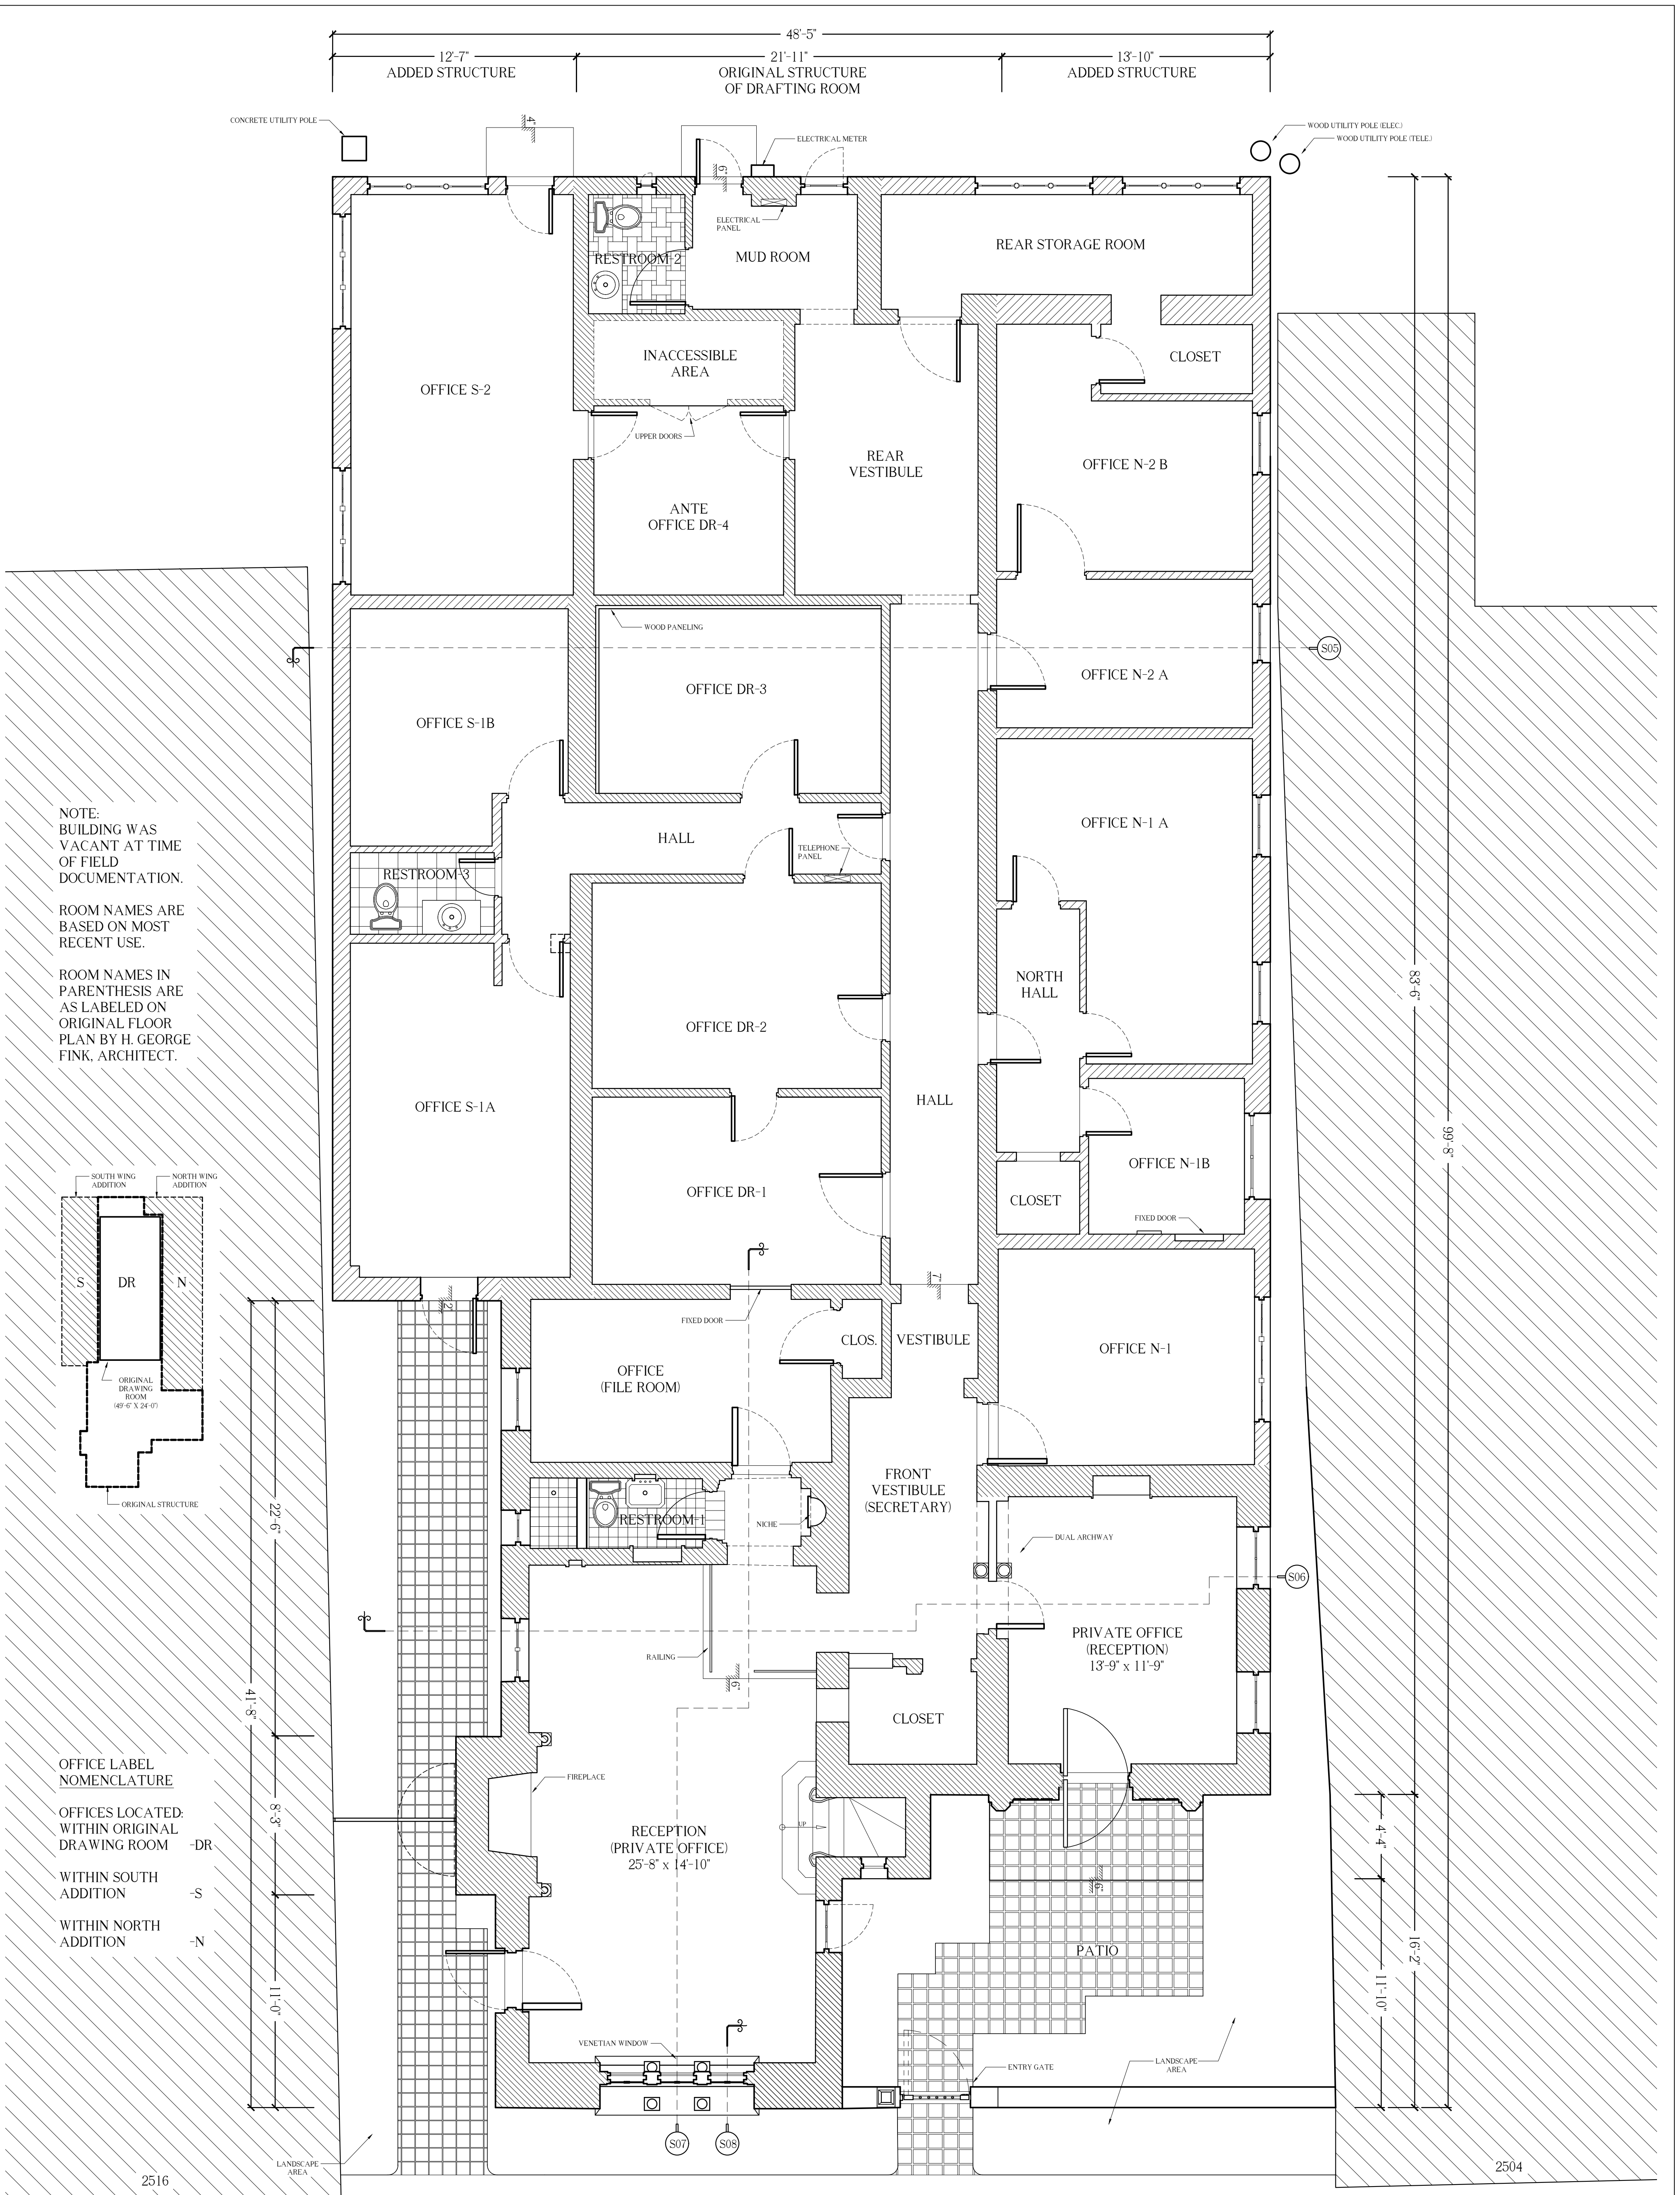 48'-5"
12'-7"
ADDED STRUCTURE
21'-11"
ORIGINAL STRUCTURE
OF DRAFTING ROOM
13'-10"
ADDED STRUCTURE
CONCRETE UTILITY POLE
4"
6"
ELECTRICAL METER
WOOD UTILITY POLE (ELEC.)
WOOD UTILITY POLE (TELE.)
ELECTRICAL
PANEL
RESTROOM-2
MUD ROOM
REAR STORAGE ROOM
INACCESSIBLE
AREA
CLOSET
OFFICE S-2
UPPER DOORS
REAR
VESTIBULE
OFFICE N-2 B
ANTE
OFFICE DR-4
WOOD PANELING
S05
OFFICE DR-3
OFFICE N-2 A
OFFICE S-1B
NOTE:
BUILDING WAS
VACANT AT TIME
OF FIELD
DOCUMENTATION.
ROOM NAMES ARE
BASED ON MOST
RECENT USE.
ROOM NAMES IN
PARENTHESIS ARE
AS LABELED ON
ORIGINAL FLOOR
PLAN BY H. GEORGE
FINK, ARCHITECT.
HALL
TELEPHONE
PANEL
OFFICE N-1 A
RESTROOM-3
NORTH
HALL
83'-6"
OFFICE DR-2
OFFICE S-1A
HALL
99'-8"
OFFICE N-1B
OFFICE DR-1
CLOSET
FIXED DOOR
SOUTH WING
ADDITION
NORTH WING
ADDITION
S
DR
N
ORIGINAL
DRAWING
ROOM
(49'-6" X 24'-0")
ORIGINAL STRUCTURE
2"
7"
FIXED DOOR
CLOS.
VESTIBULE
OFFICE N-1
OFFICE
(FILE ROOM)
FRONT
VESTIBULE
(SECRETARY)
22'-6"
RESTROOM-1
NICHE
DUAL ARCHWAY
S06
RAILING
6"
PRIVATE OFFICE
(RECEPTION)
13'-9" x 11'-9"
41'-8"
CLOSET
OFFICE LABEL
NOMENCLATURE
OFFICES LOCATED:
WITHIN ORIGINAL
DRAWING ROOM -DR
WITHIN SOUTH
ADDITION -S
WITHIN NORTH
ADDITION -N
8'-3"
FIREPLACE
UP
RECEPTION
(PRIVATE OFFICE)
25'-8" x 14'-10"
4'-4"
6"
PATIO
16'-2"
11'-0"
11'-10"
VENETIAN WINDOW
ENTRY GATE
LANDSCAPE
AREA
S07
S08
LANDSCAPE
AREA
2516
2504